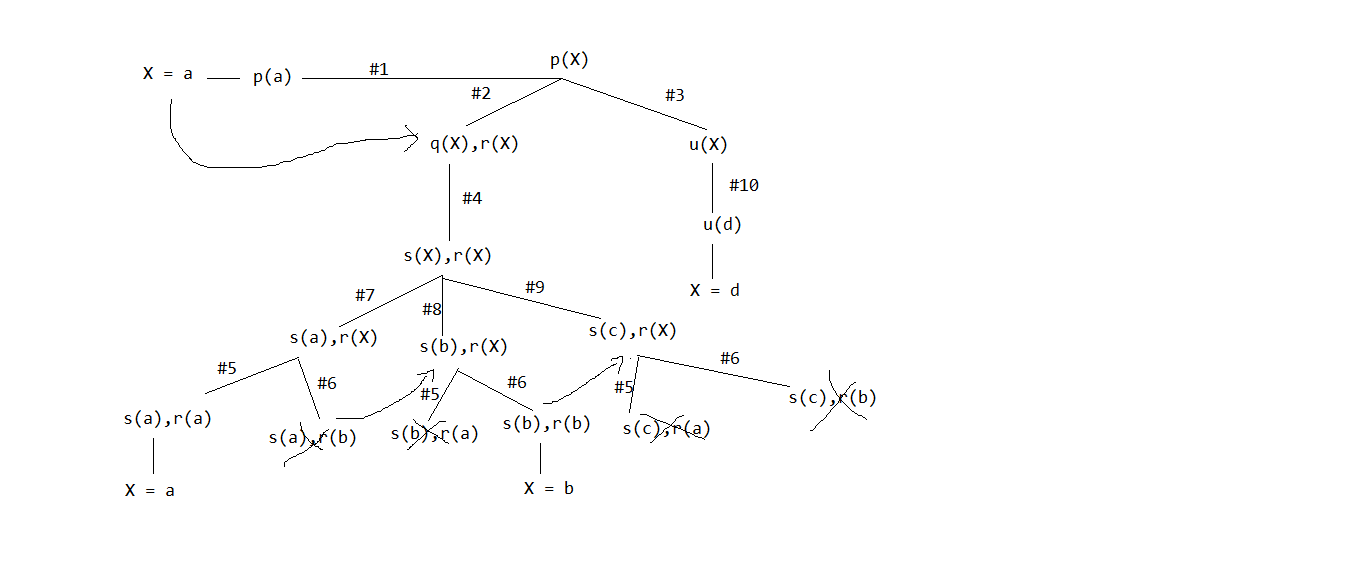 p(X)
X = a p(a) #1
#2 #3
q(X),r(X) u(X)
#4 #10
u(d)
s(X),r(X)
X = d
#7 #8 #9
s(a),r(X) s(b),r(X) s(c),r(X)
#5 #6 #5 #6 #5 #6
s(a),r(a) s(a),r(b) s(b),r(a) s(b),r(b) s(c),r(a) s(c),r(b)
X = a X = b